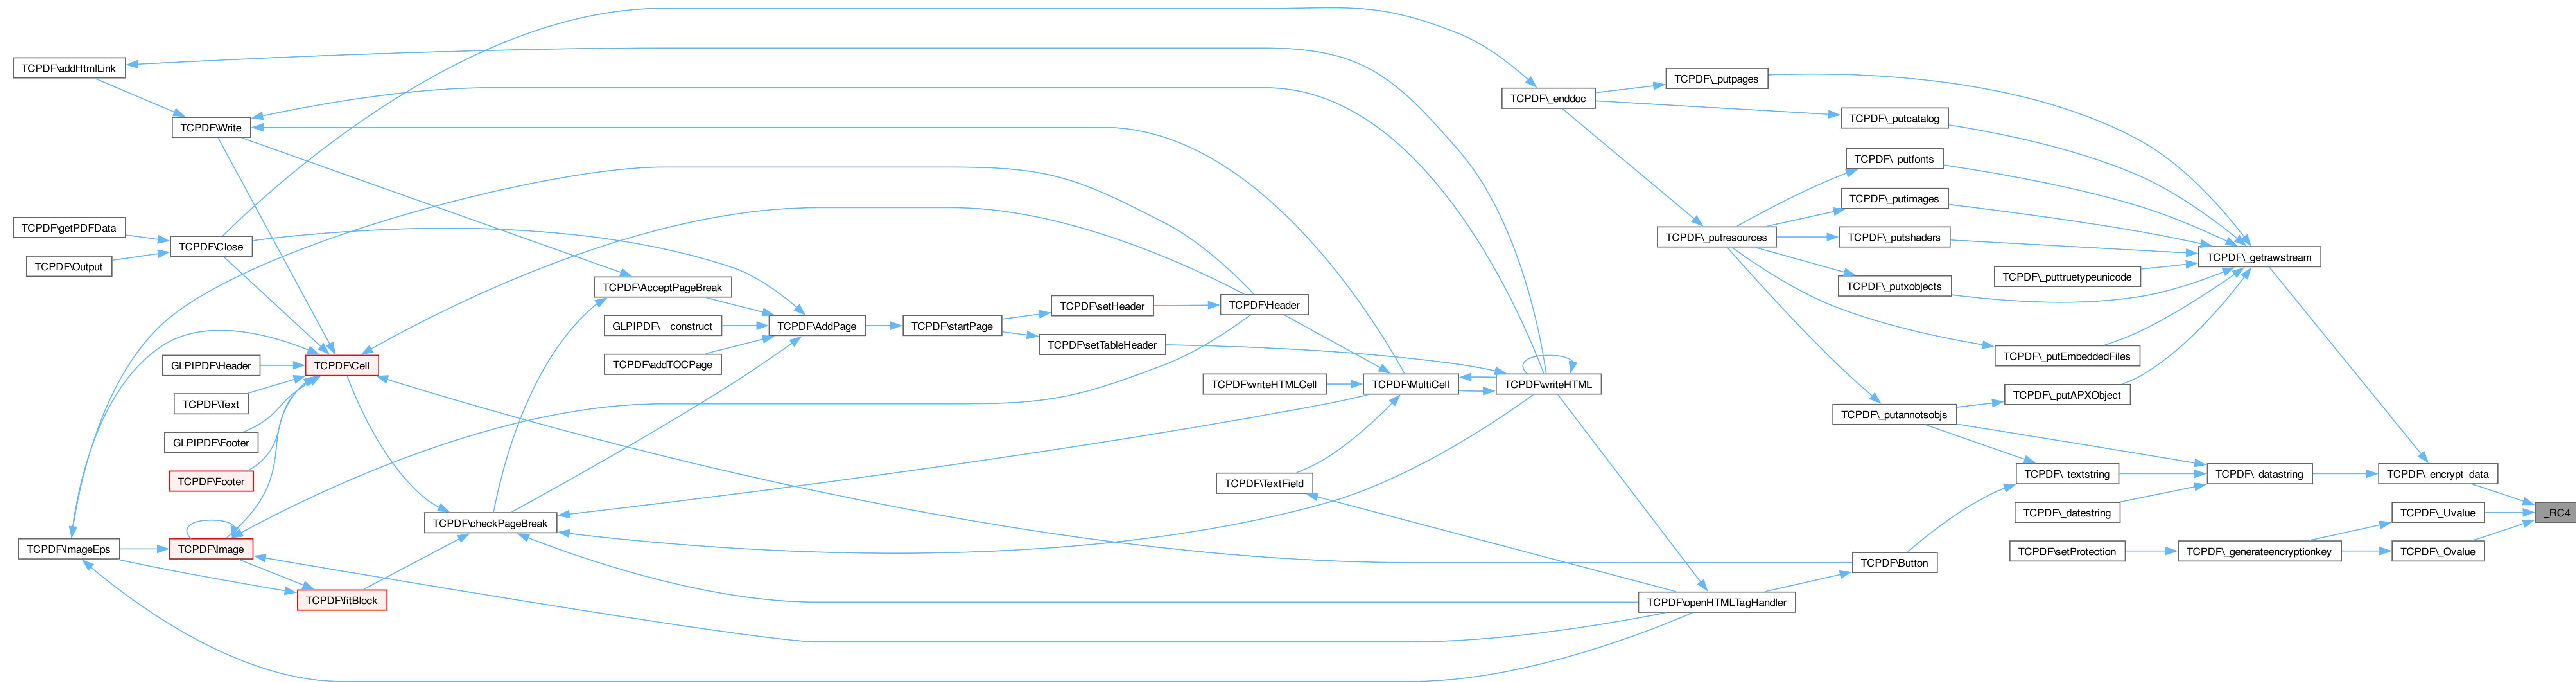 TCPDF\addHtmlLink
TCPDF\getPDFData
TCPDF\Output
TCPDF\ImageEps
TCPDF\Write
TCPDF\Close
GLPIPDF\Header
TCPDF\Text
GLPIPDF\Footer
TCPDF\Footer
TCPDF\Image
TCPDF\Cell
TCPDF\fitBlock
TCPDF\checkPageBreak
TCPDF\AcceptPageBreak
GLPIPDF\__construct
TCPDF\addTOCPage
TCPDF\AddPage
TCPDF\startPage
TCPDF\setHeader
TCPDF\setTableHeader
TCPDF\Header
TCPDF\writeHTMLCell
TCPDF\TextField
TCPDF\MultiCell
TCPDF\writeHTML
TCPDF\_enddoc
TCPDF\_putpages
TCPDF\_putresources
TCPDF\openHTMLTagHandler
TCPDF\_putcatalog
TCPDF\_putfonts
TCPDF\_putimages
TCPDF\_putshaders
TCPDF\_putxobjects
TCPDF\_putannotsobjs
TCPDF\Button
TCPDF\_puttruetypeunicode
TCPDF\_putEmbeddedFiles
TCPDF\_putAPXObject
TCPDF\_textstring
TCPDF\_datestring
TCPDF\setProtection
TCPDF\_getrawstream
TCPDF\_datastring
TCPDF\_generateencryptionkey
TCPDF\_encrypt_data
TCPDF\_Uvalue
TCPDF\_Ovalue
_RC4